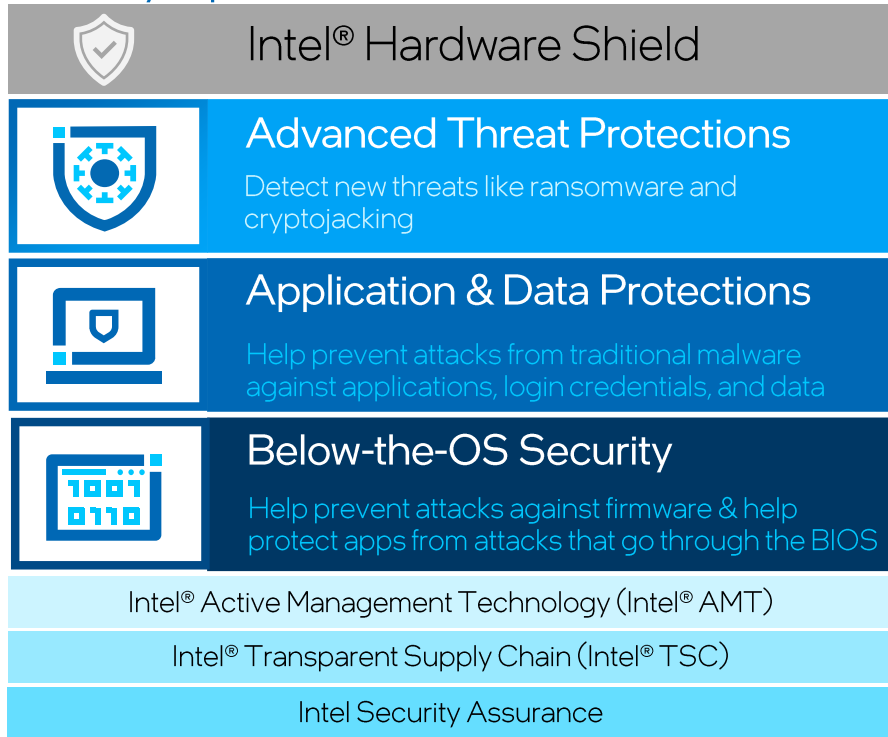 Intel® Hardware Shield
Advanced Threat Protections
Detect new threats like ransomware and
cryptojacking
Application & Data Protections
Help prevent attacks from traditional malware
against applications, login credentials, and data
1001
0110
Below-the-OS Security
Help prevent attacks against firmware & help
protect apps from attacks that go through the BIOS
Intel® Active Management Technology (Intel® AMT)
Intel® Transparent Supply Chain (Intel® TSC)
Intel Security Assurance